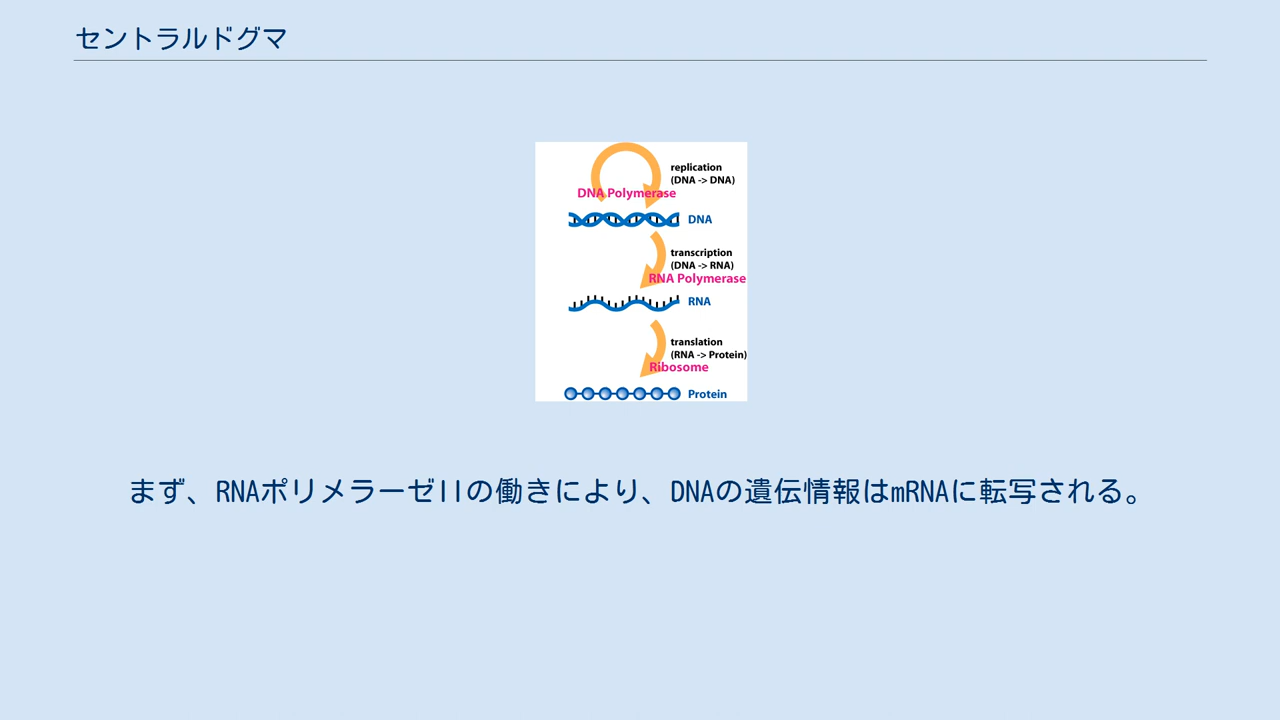 セントラルドグマ
replication
(DNA -> DNA)
DNA Polymerase
DNA
transcription
(DNA -> RNA)
RNA Polymerase
RNA
translation
(RNA -> Protein)
Ribosome
Protein
まず、RNAポリメラーゼIIの働きにより、DNAの遺伝情報はmRNAに転写される。